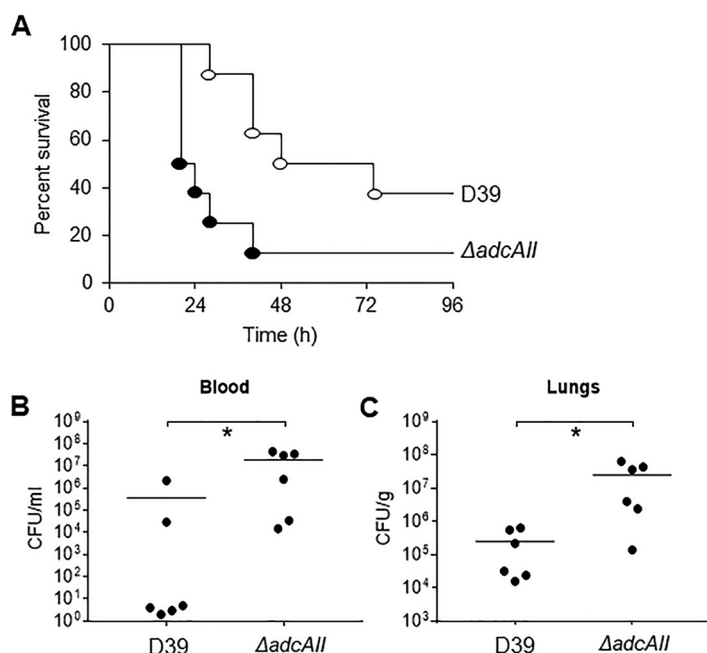 A
100
80
60
40
20
0
Percent survival
D39
ΔadcAII
0 24 48 72 96
Time (h)
B
Blood
*
10⁹
10⁸
10⁷
10⁶
10⁵
10⁴
10³
10²
10¹
10⁰
CFU/ml
D39 ΔadcAII
C
Lungs
*
10⁹
10⁸
10⁷
10⁶
10⁵
10⁴
10³
CFU/g
D39 ΔadcAII